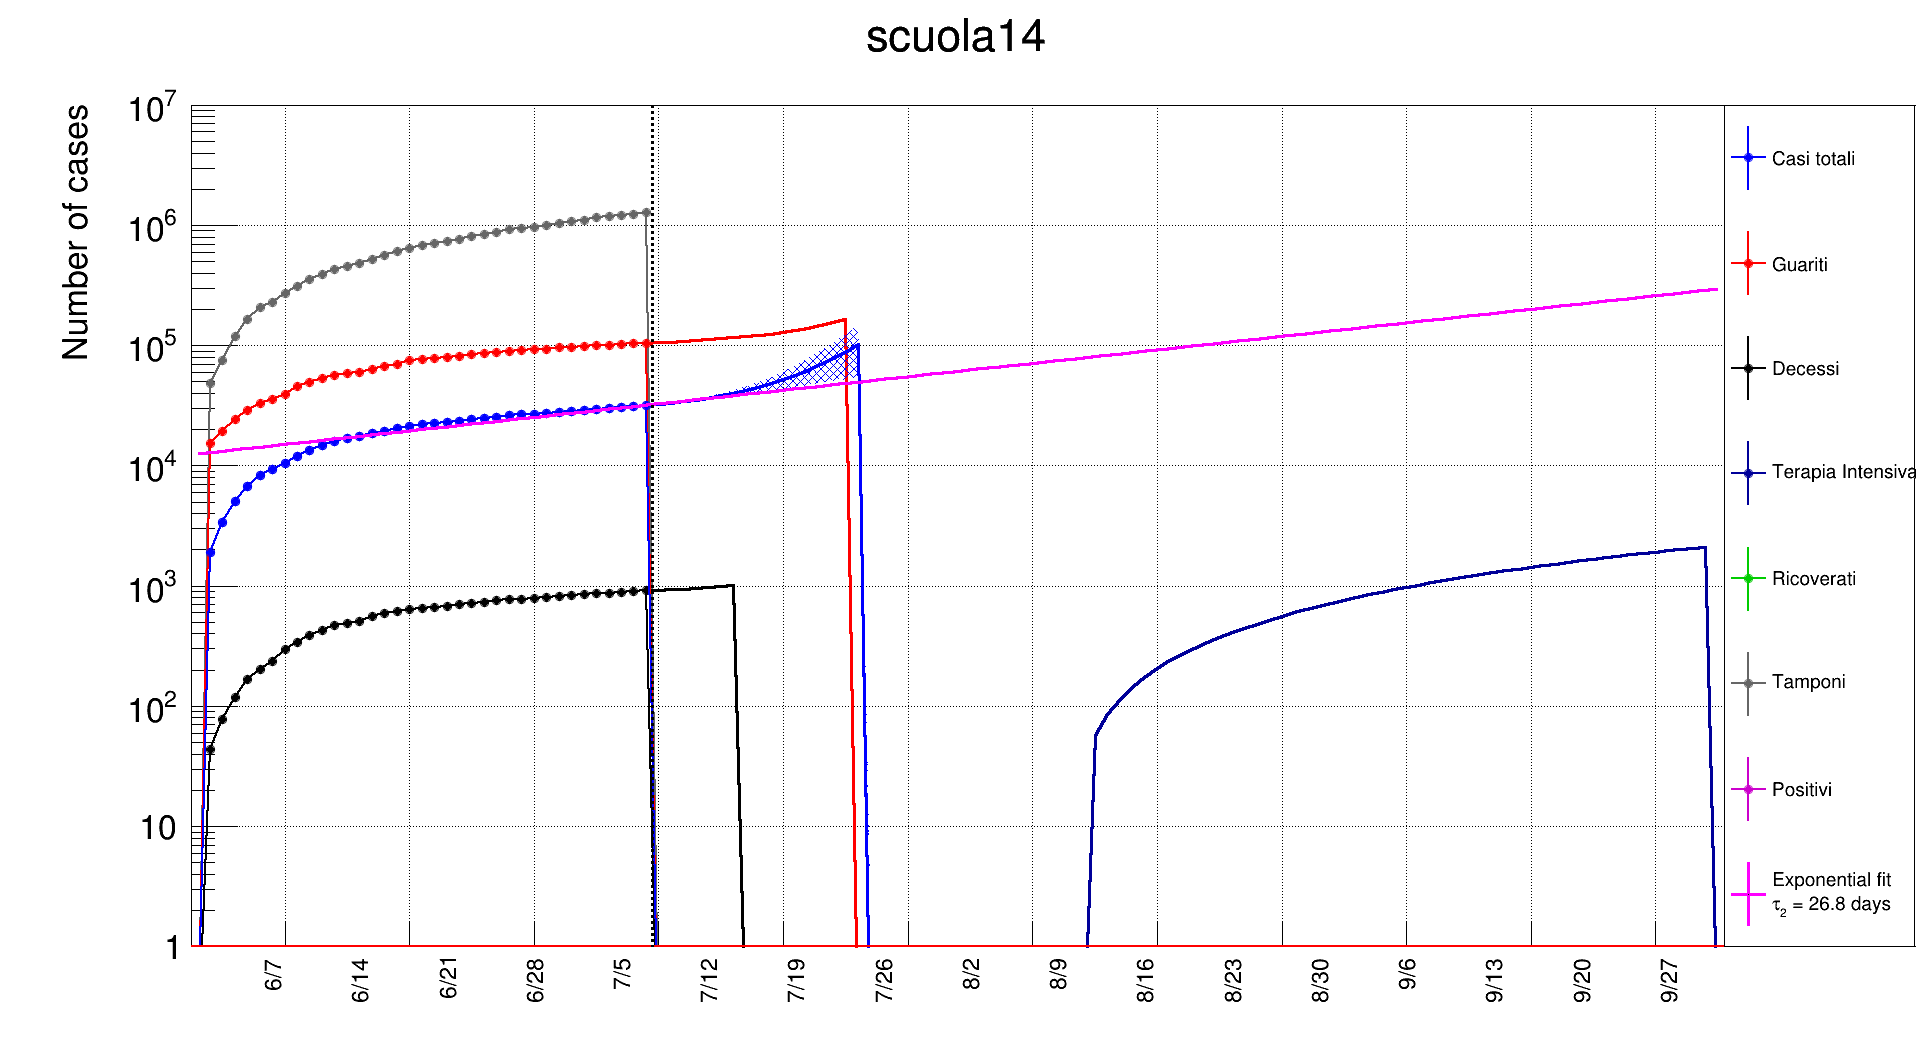 scuola14
Number of cases
10^7
10^6
10^5
10^4
10^3
10^2
10
1
6/7
6/14
6/21
6/28
7/5
7/12
7/19
7/26
8/2
8/9
8/16
8/23
8/30
9/6
9/13
9/20
9/27
Casi totali
Guariti
Decessi
Terapia Intensiva
Ricoverati
Tamponi
Positivi
Exponential fit
τ_2 = 26.8 days